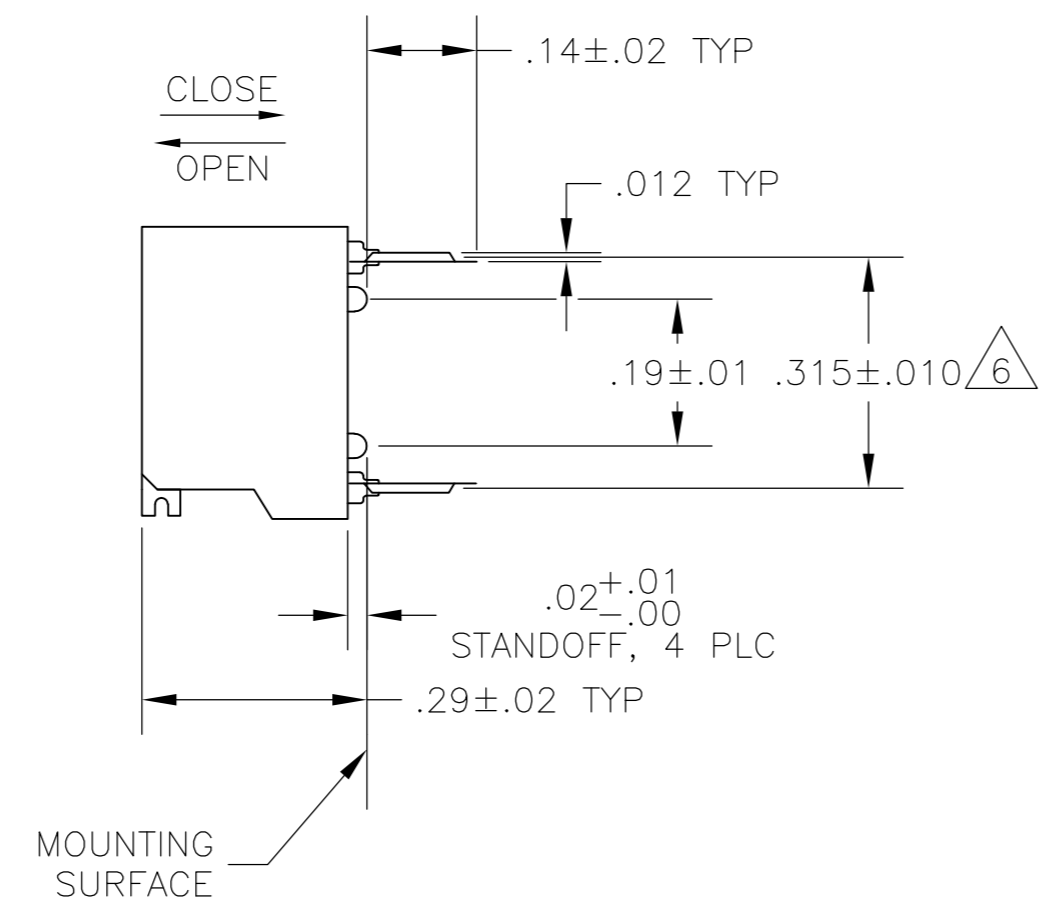 .14±.02 TYP
CLOSE
OPEN
.012 TYP
.19±.01
.315±.010
6
.02+.01
-.00
STANDOFF, 4 PLC
.29±.02 TYP
MOUNTING
SURFACE